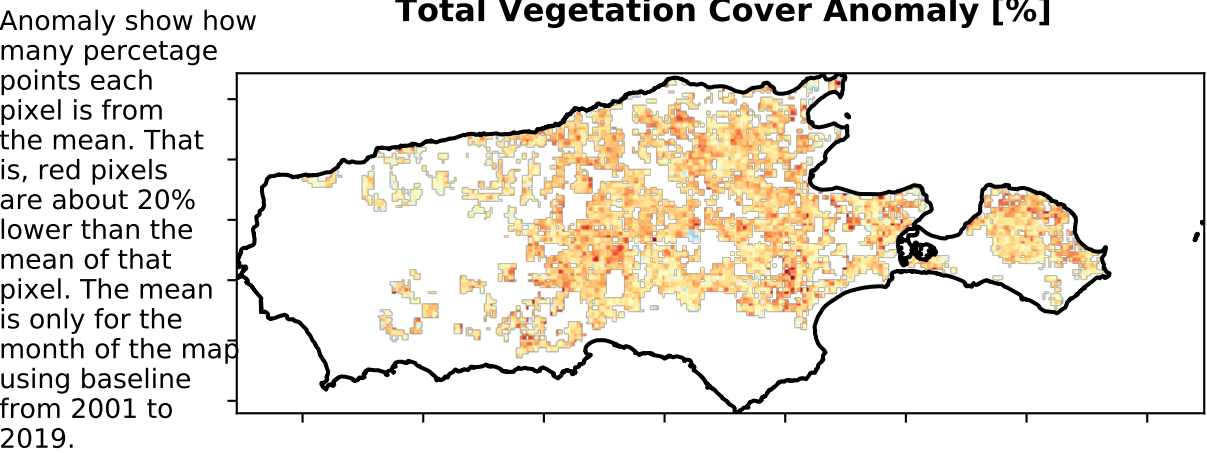 Total Vegetation Cover Anomaly [%]
Anomaly show how
many percetage
points each
pixel is from
the mean. That
is, red pixels
are about 20%
lower than the
mean of that
pixel. The mean
is only for the
month of the map
using baseline
from 2001 to
2019.